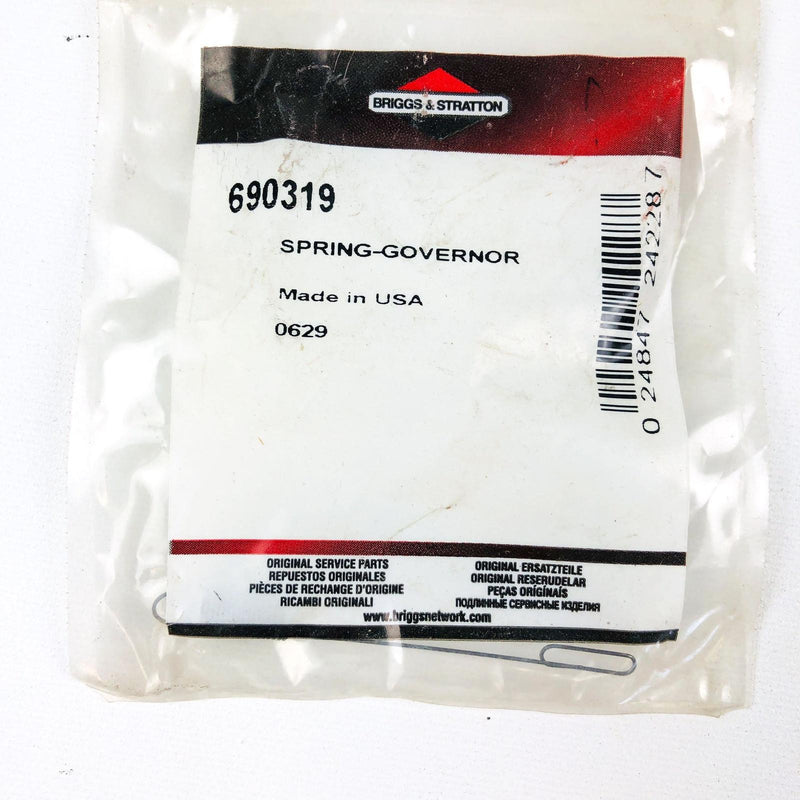 BRIGGS & STRATTON
690319
SPRING-GOVERNOR
Made in USA
0629
0 24847 24228 7
ORIGINAL SERVICE PARTS
REPUESTOS ORIGINALES
PIÈCES DE RECHANGE D'ORIGINE
RICAMBI ORIGINALI
ORIGINAL ERSATZTEILE
ORIGINAL RESERUDELAR
PEÇAS ORIGINAIS
ПОДЛИННЫЕ СЕРВИСНЫЕ ИЗДЕЛИЯ
www.briggsnetwork.com